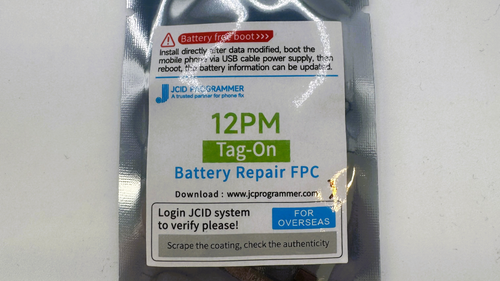 Battery free boot >>>
Install directly after data modified, boot the
mobile phone via USB cable power supply, then
reboot, the battery information can be updated.
JCID PROGRAMMER
A trusted partner for phone fix
12PM
Tag-On
Battery Repair FPC
Download : www.jcprogrammer.com
Login JCID system
to verify please!
FOR
OVERSEAS
Scrape the coating, check the authenticity